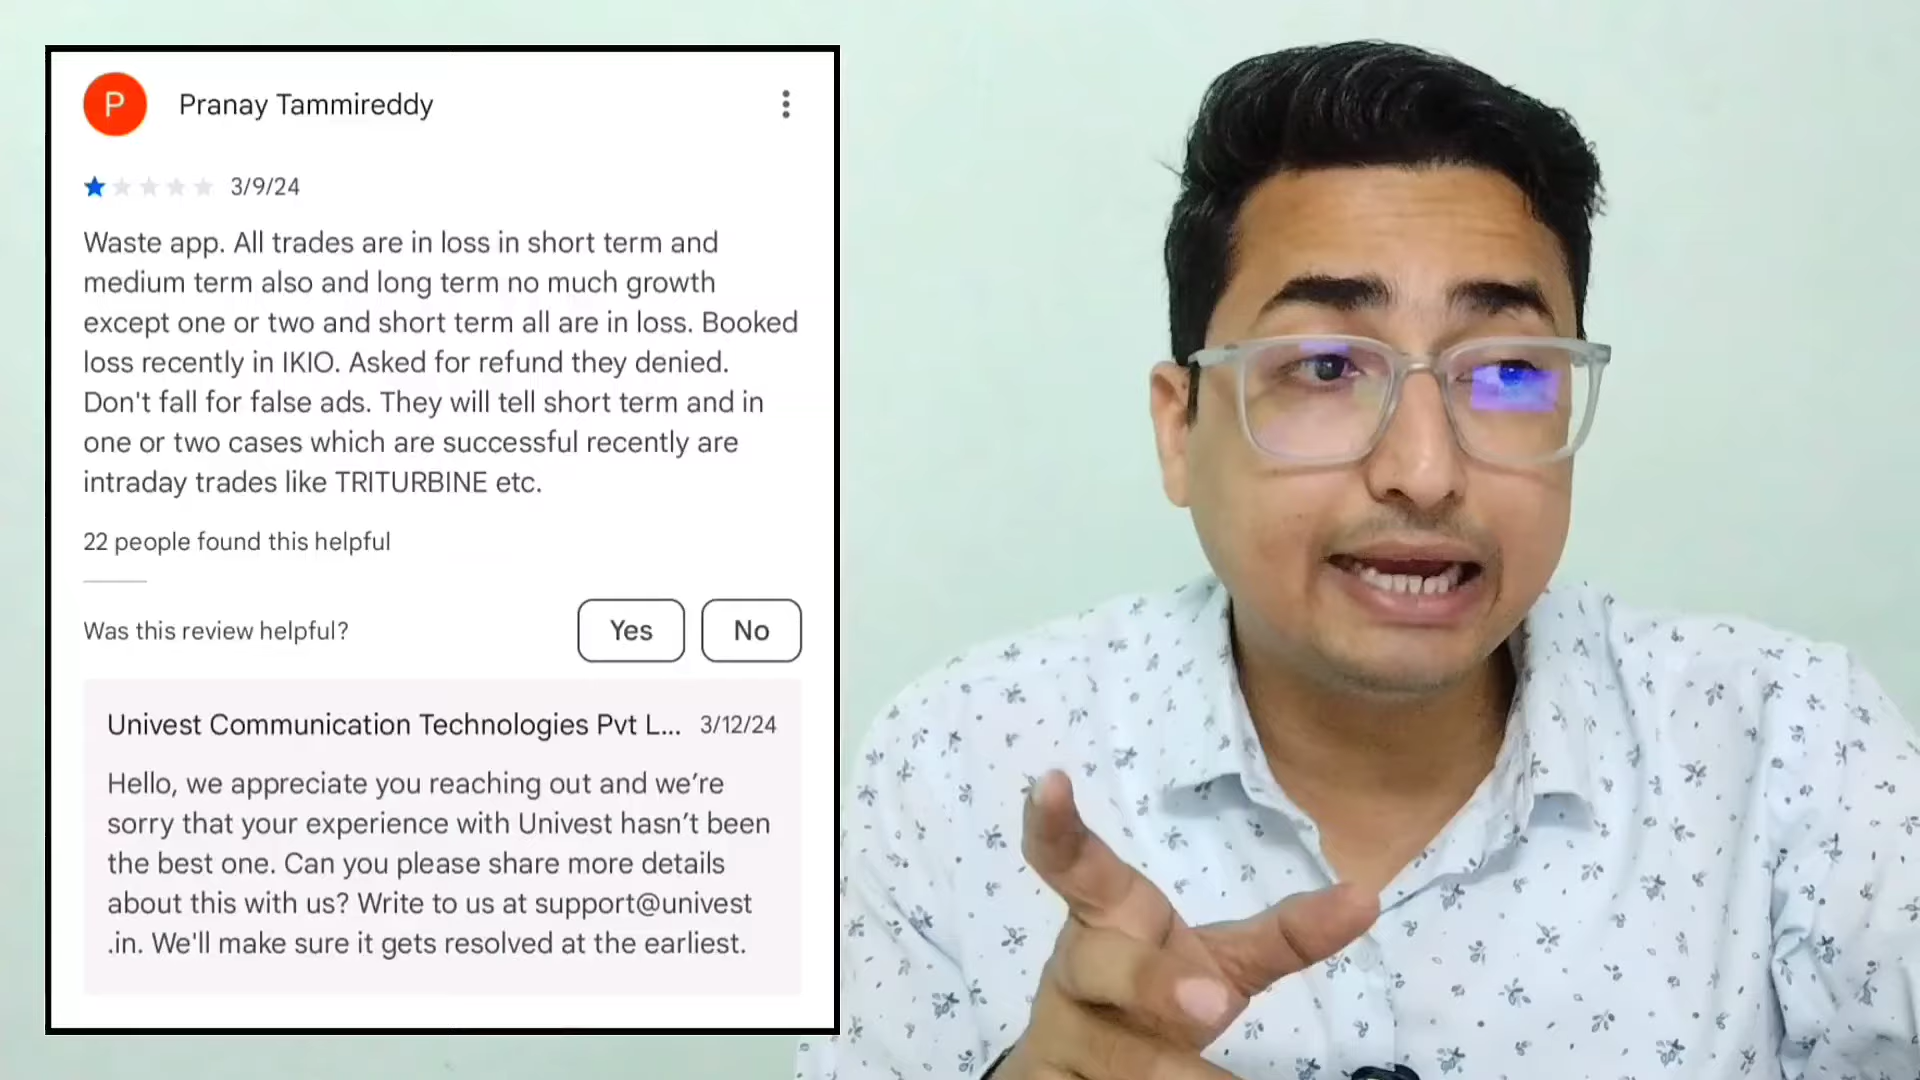 P
Pranay Tammireddy
3/9/24
Waste app. All trades are in loss in short term and
medium term also and long term no much growth
except one or two and short term all are in loss. Booked
loss recently in IKIO. Asked for refund they denied.
Don't fall for false ads. They will tell short term and in
one or two cases which are successful recently are
intraday trades like TRITURBINE etc.
22 people found this helpful
Was this review helpful?
Yes
No
Univest Communication Technologies Pvt L... 3/12/24
Hello, we appreciate you reaching out and we’re
sorry that your experience with Univest hasn’t been
the best one. Can you please share more details
about this with us? Write to us at support@univest
.in. We'll make sure it gets resolved at the earliest.